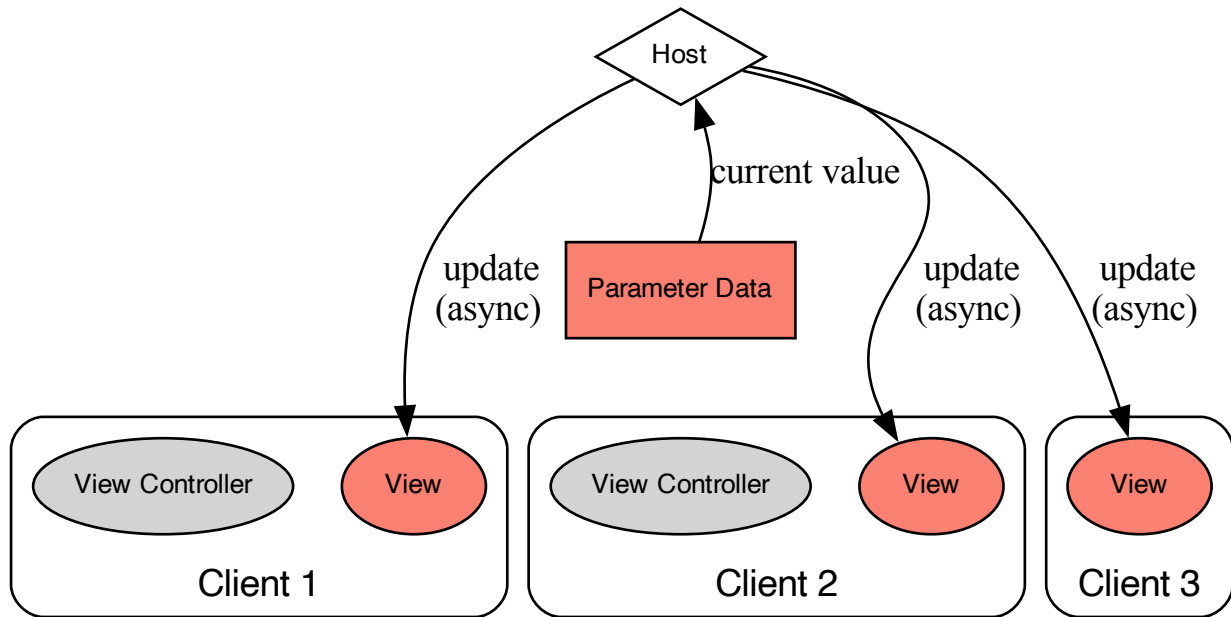 Host
current value
update
(async)
Parameter Data
update
(async)
update
(async)
View Controller
View
View Controller
View
View
Client 1
Client 2
Client 3